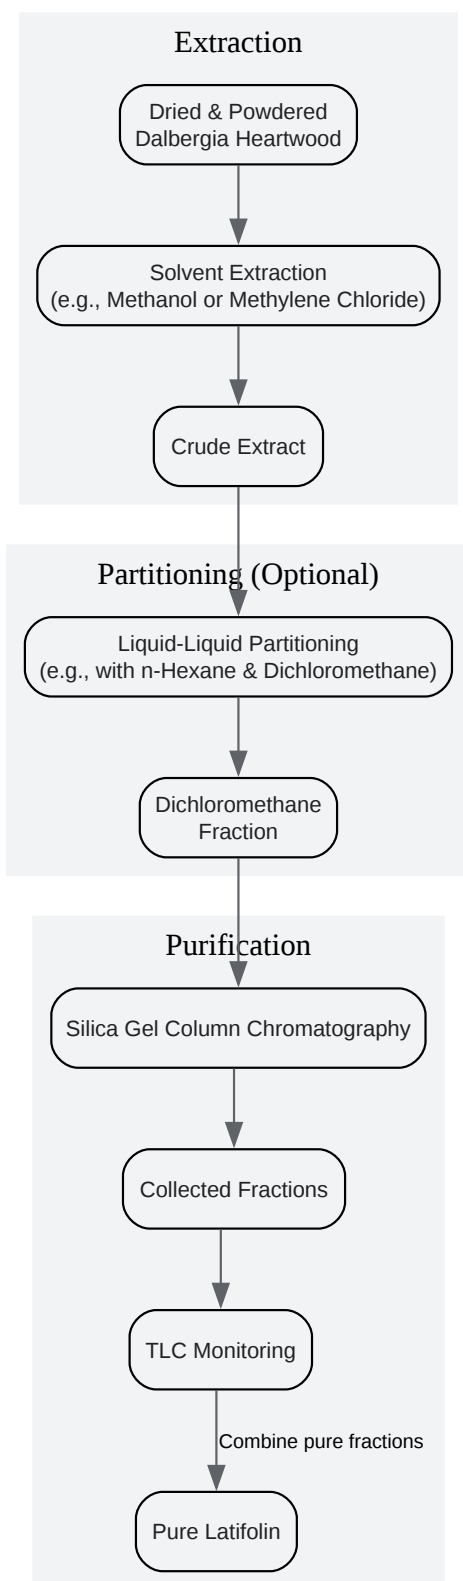 Extraction
Dried & Powdered
Dalbergia Heartwood
Solvent Extraction
(e.g., Methanol or Methylene Chloride)
Crude Extract
Partitioning (Optional)
Liquid-Liquid Partitioning
(e.g., with n-Hexane & Dichloromethane)
Dichloromethane
Fraction
Purification
Silica Gel Column Chromatography
Collected Fractions
TLC Monitoring
Combine pure fractions
Pure Latifolin